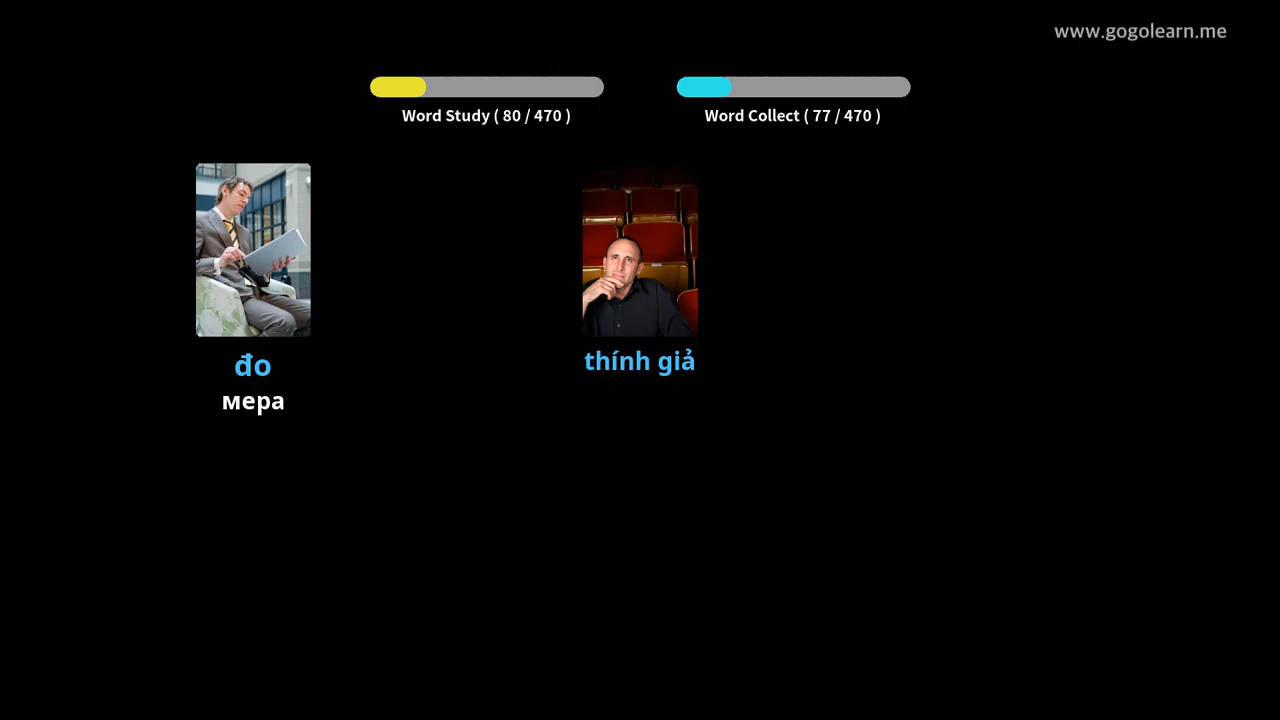 www.gogolearn.me
Word Study ( 80 / 470 )
Word Collect ( 77 / 470 )
đo
мера
thính giả